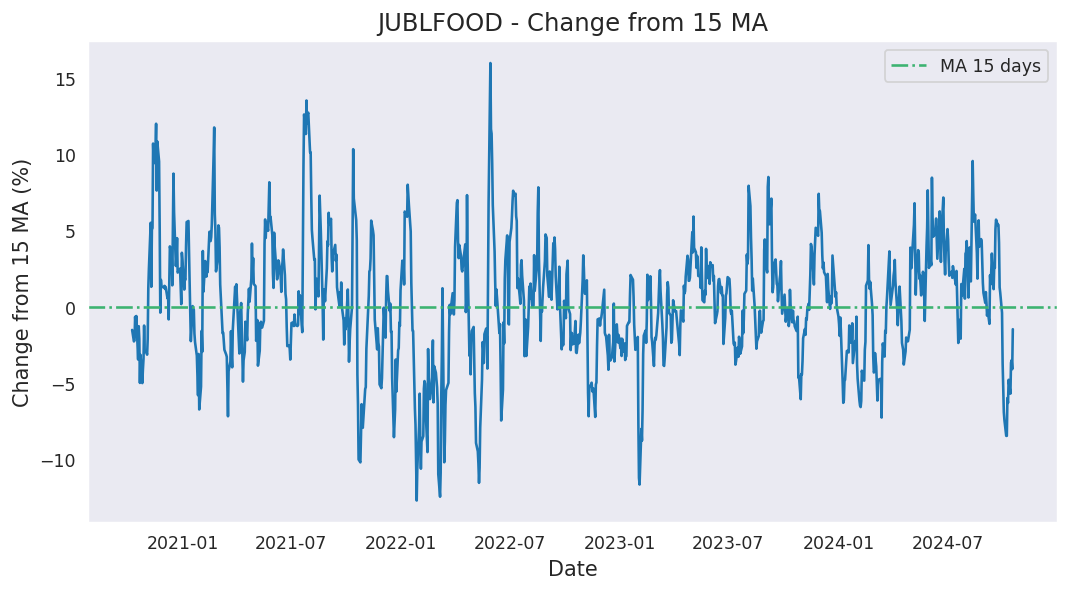 JUBLFOOD - Change from 15 MA
MA 15 days
Change from 15 MA (%)
15
10
5
0
−5
−10
2021-01 2021-07 2022-01 2022-07 2023-01 2023-07 2024-01 2024-07
Date